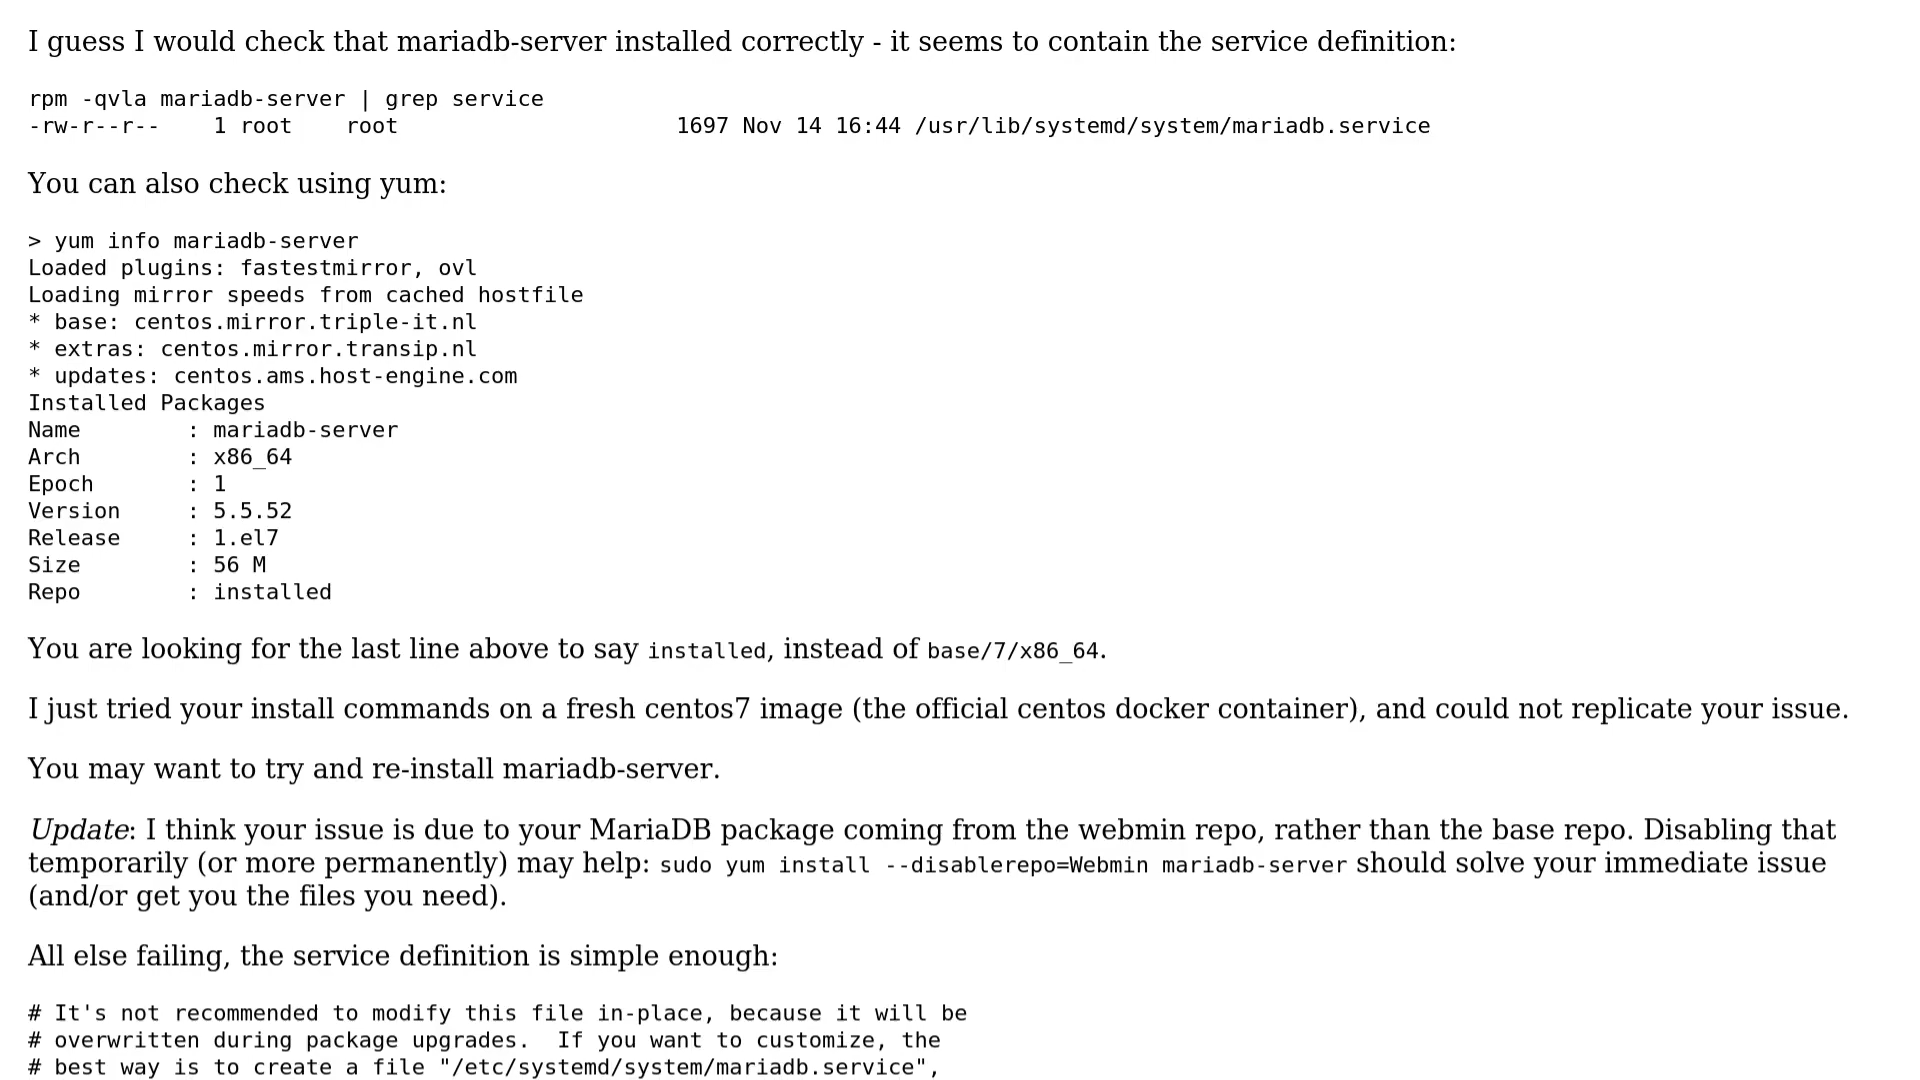 I guess I would check that mariadb-server installed correctly - it seems to contain the service definition:
rpm -qvla mariadb-server | grep service
-rw-r--r--    1 root    root                     1697 Nov 14 16:44 /usr/lib/systemd/system/mariadb.service
You can also check using yum:
> yum info mariadb-server
Loaded plugins: fastestmirror, ovl
Loading mirror speeds from cached hostfile
* base: centos.mirror.triple-it.nl
* extras: centos.mirror.transip.nl
* updates: centos.ams.host-engine.com
Installed Packages
Name        : mariadb-server
Arch        : x86_64
Epoch       : 1
Version     : 5.5.52
Release     : 1.el7
Size        : 56 M
Repo        : installed
You are looking for the last line above to say installed, instead of base/7/x86_64.
I just tried your install commands on a fresh centos7 image (the official centos docker container), and could not replicate your issue.
You may want to try and re-install mariadb-server.
Update: I think your issue is due to your MariaDB package coming from the webmin repo, rather than the base repo. Disabling that
temporarily (or more permanently) may help: sudo yum install --disablerepo=Webmin mariadb-server should solve your immediate issue
(and/or get you the files you need).
All else failing, the service definition is simple enough:
# It's not recommended to modify this file in-place, because it will be
# overwritten during package upgrades.  If you want to customize, the
# best way is to create a file "/etc/systemd/system/mariadb.service",